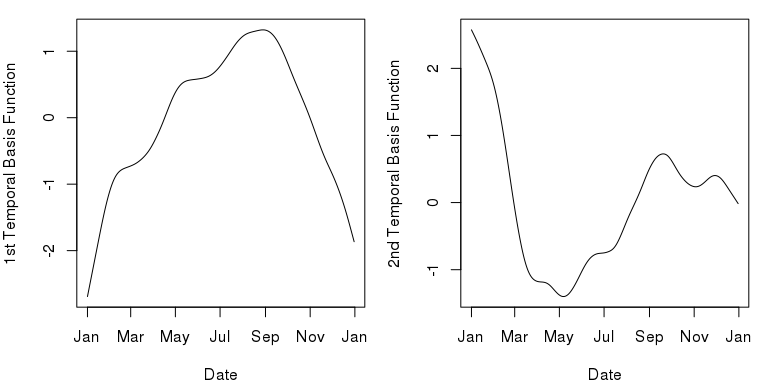 1st Temporal Basis Function
1
0
-1
-2
Jan Mar May Jul Sep Nov Jan
Date
2nd Temporal Basis Function
2
1
0
-1
Jan Mar May Jul Sep Nov Jan
Date